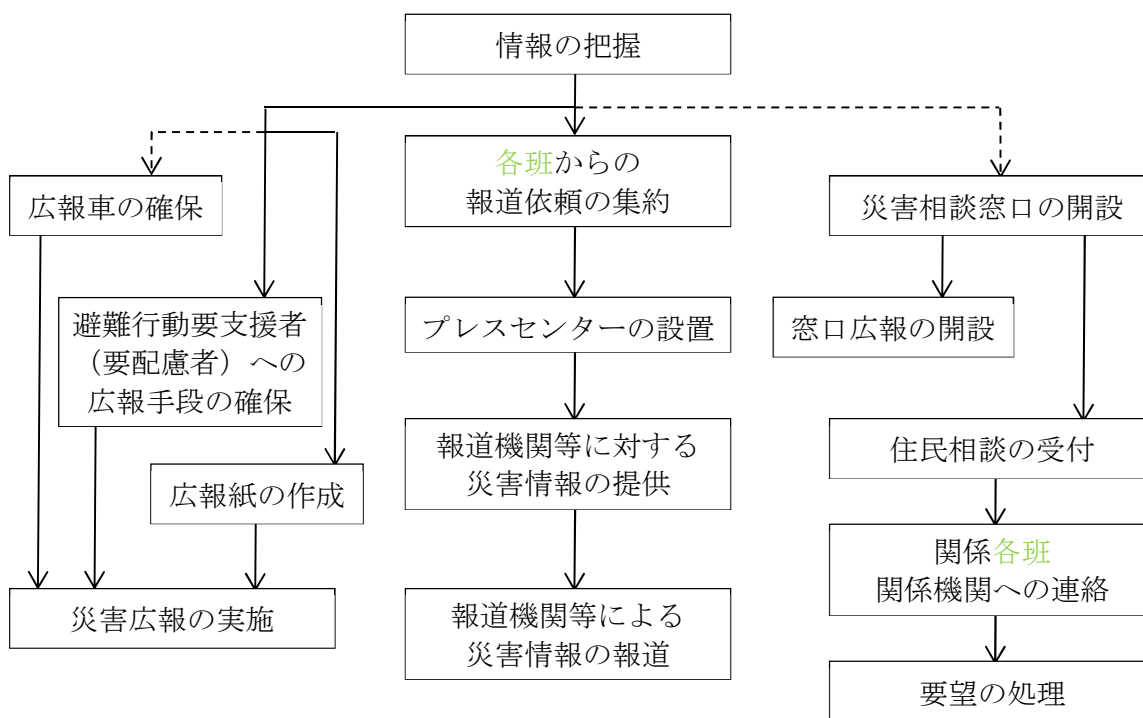 情報の把握
各班からの
報道依頼の集約
広報車の確保
災害相談窓口の開設
避難行動要支援者
（要配慮者）への
広報手段の確保
プレスセンターの設置
窓口広報の開設
報道機関等に対する
災害情報の提供
住民相談の受付
広報紙の作成
関係各班
関係機関への連絡
災害広報の実施
報道機関等による
災害情報の報道
要望の処理